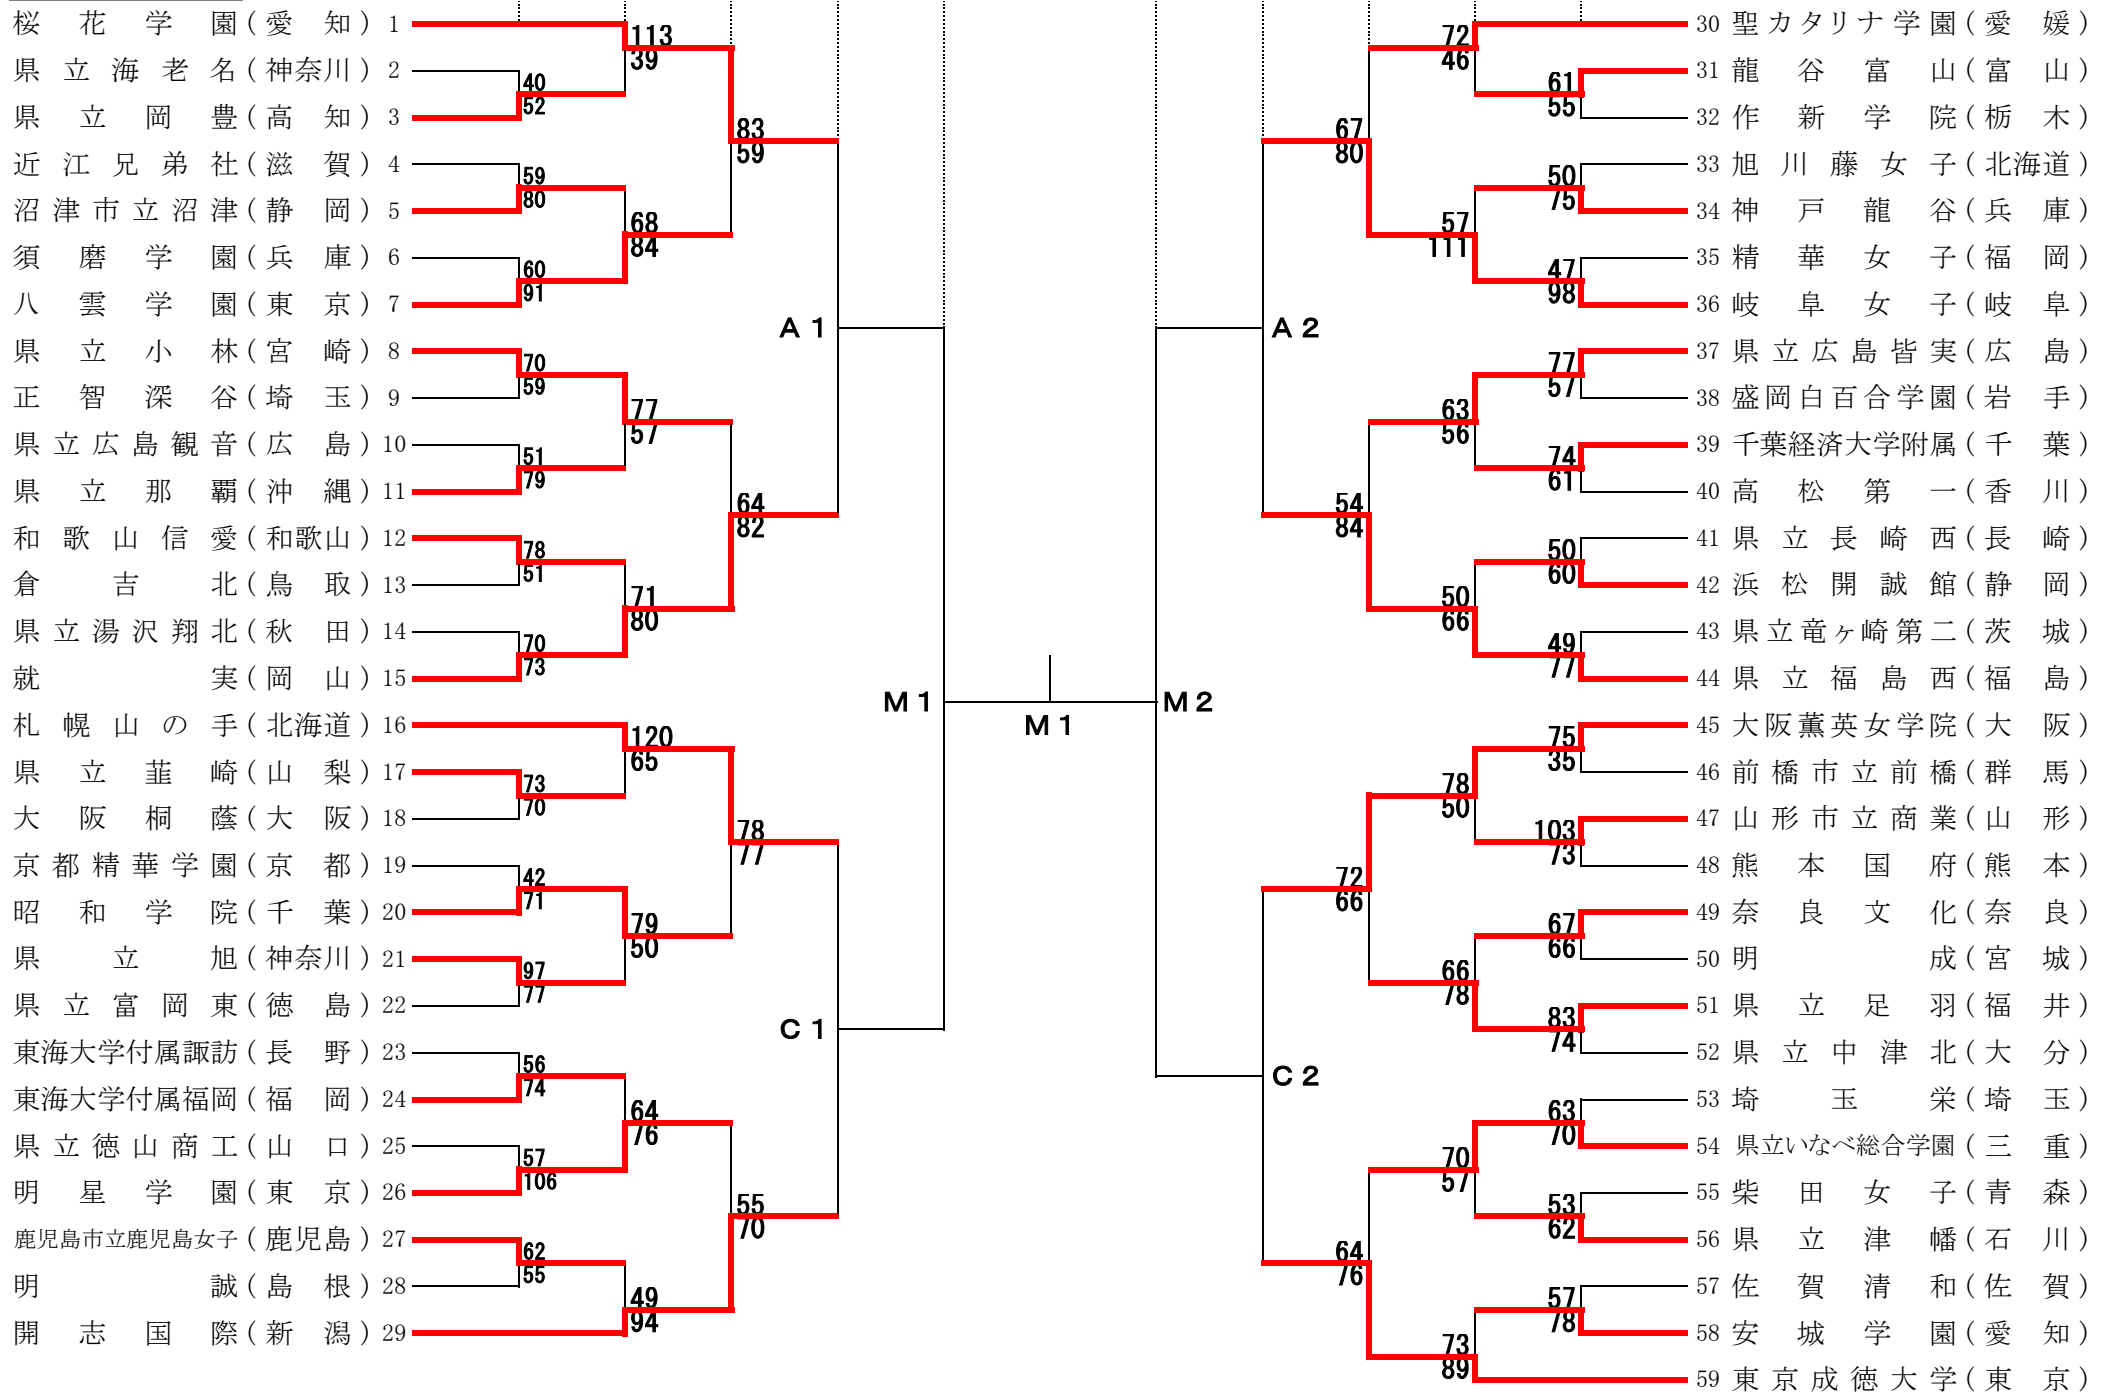 桜花学園(愛知) 1
県立海老名(神奈川) 2
県立岡豊(高知) 3
近江兄弟社(滋賀) 4
沼津市立沼津(静岡) 5
須磨学園(兵庫) 6
八雲学園(東京) 7
県立小林(宮崎) 8
正智深谷(埼玉) 9
県立広島観音(広島) 10
県立那覇(沖縄) 11
和歌山信愛(和歌山) 12
倉吉北(鳥取) 13
県立湯沢翔北(秋田) 14
就実(岡山) 15
札幌山の手(北海道) 16
県立韮崎(山梨) 17
大阪桐蔭(大阪) 18
京都精華学園(京都) 19
昭和学院(千葉) 20
県立旭(神奈川) 21
県立富岡東(徳島) 22
東海大学付属諏訪(長野) 23
東海大学付属福岡(福岡) 24
県立徳山商工(山口) 25
明星学園(東京) 26
鹿児島市立鹿児島女子(鹿児島) 27
明誠(島根) 28
開志国際(新潟) 29
40
52
59
80
60
91
70
59
51
79
78
51
70
73
73
70
42
71
97
77
56
74
57
106
62
55
113
39
68
84
77
57
71
80
120
65
79
50
64
76
49
94
83
59
64
82
78
77
55
70
A1
C1
M1
M1
M2
A2
C2
67
80
54
84
72
66
64
76
72
46
57
111
63
56
50
66
78
50
66
78
70
57
73
89
61
55
50
75
47
98
77
57
74
61
50
60
49
77
75
35
103
73
67
66
83
74
63
70
53
62
57
78
30 聖カタリナ学園(愛媛)
31 龍谷富山(富山)
32 作新学院(栃木)
33 旭川藤女子(北海道)
34 神戸龍谷(兵庫)
35 精華女子(福岡)
36 岐阜女子(岐阜)
37 県立広島皆実(広島)
38 盛岡白百合学園(岩手)
39 千葉経済大学附属(千葉)
40 高松第一(香川)
41 県立長崎西(長崎)
42 浜松開誠館(静岡)
43 県立竜ヶ崎第二(茨城)
44 県立福島西(福島)
45 大阪薫英女学院(大阪)
46 前橋市立前橋(群馬)
47 山形市立商業(山形)
48 熊本国府(熊本)
49 奈良文化(奈良)
50 明成(宮城)
51 県立足羽(福井)
52 県立中津北(大分)
53 埼玉栄(埼玉)
54 県立いなべ総合学園(三重)
55 柴田女子(青森)
56 県立津幡(石川)
57 佐賀清和(佐賀)
58 安城学園(愛知)
59 東京成徳大学(東京)